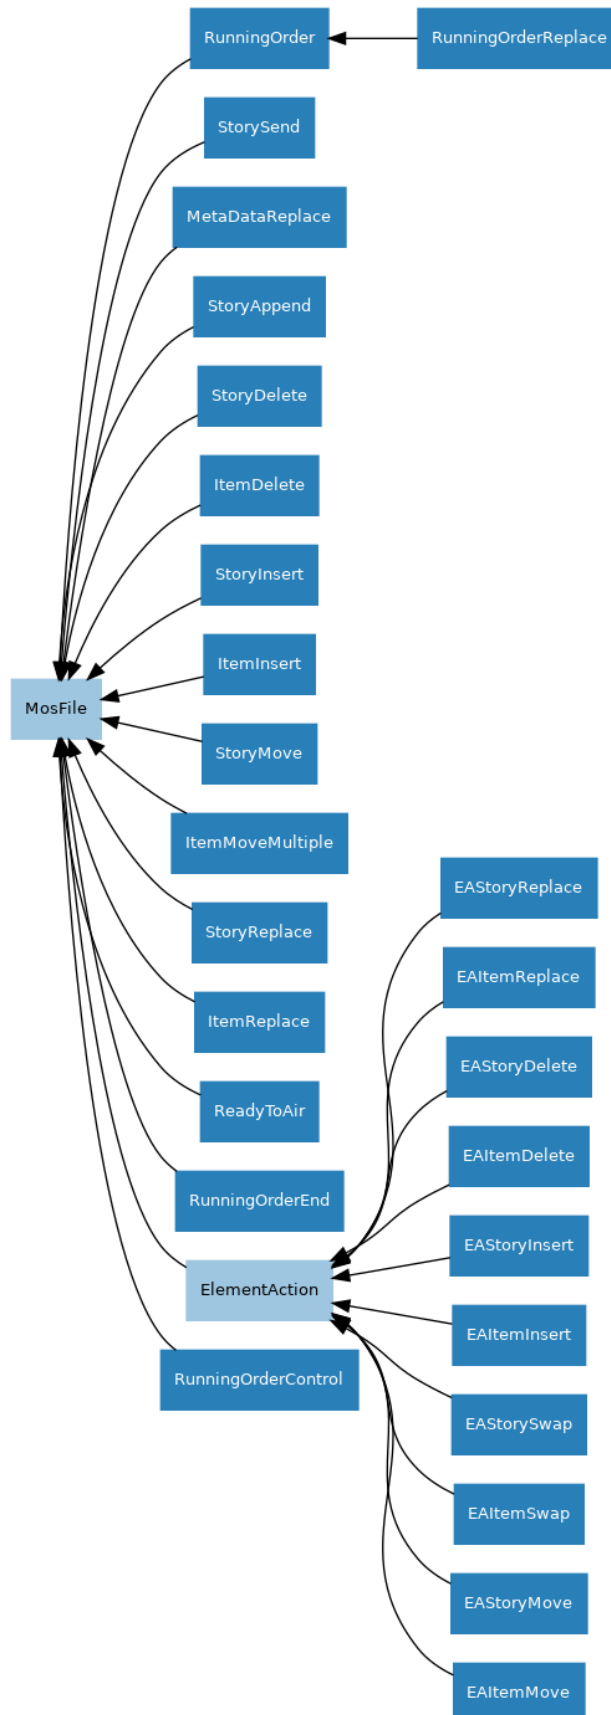 RunningOrder
RunningOrderReplace
StorySend
MetaDataReplace
StoryAppend
StoryDelete
ItemDelete
StoryInsert
ItemInsert
MosFile
StoryMove
ItemMoveMultiple
EAStoryReplace
StoryReplace
EAItemReplace
ItemReplace
EAStoryDelete
ReadyToAir
EAItemDelete
RunningOrderEnd
EAStoryInsert
ElementAction
EAItemInsert
RunningOrderControl
EAStorySwap
EAItemSwap
EAStoryMove
EAItemMove